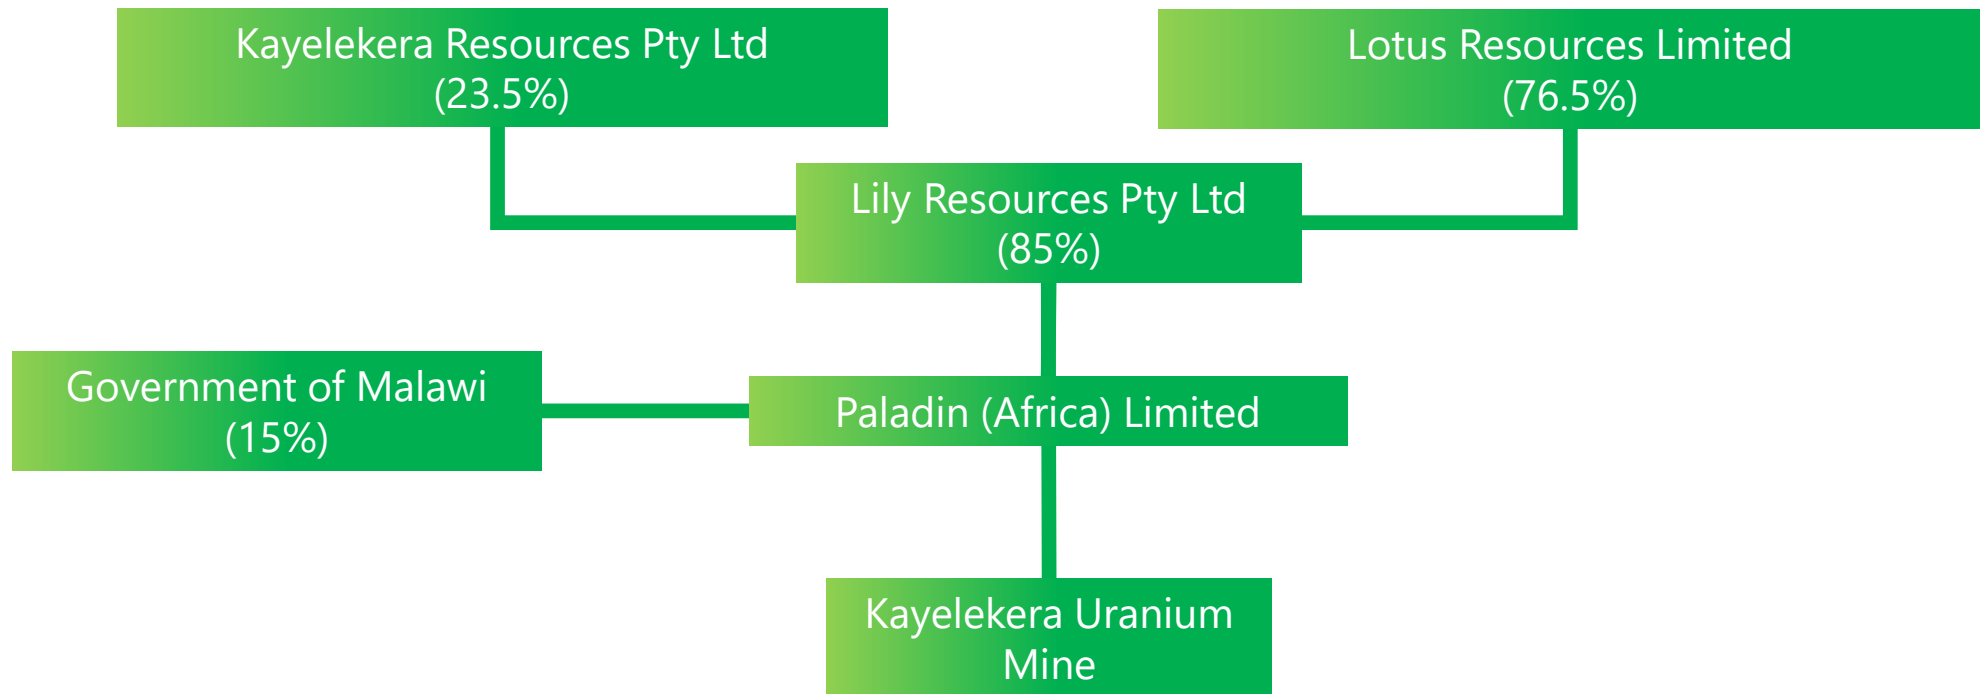 Kayelekera Resources Pty Ltd
(23.5%)
Lotus Resources Limited
(76.5%)
Lily Resources Pty Ltd
(85%)
Government of Malawi
(15%)
Paladin (Africa) Limited
Kayelekera Uranium
Mine